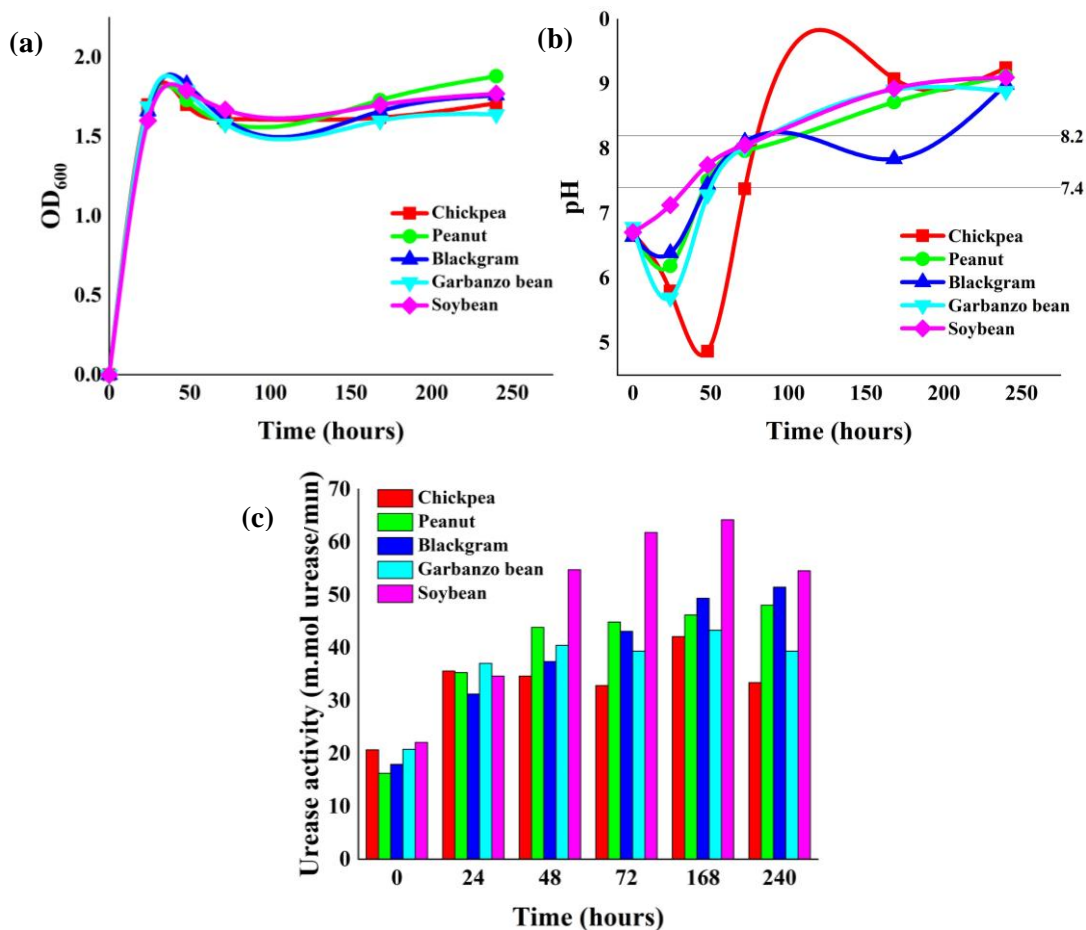 (a)
2.0
1.5
1.0
0.5
0.0
OD600
Chickpea
Peanut
Blackgram
Garbanzo bean
Soybean
0 50 100 150 200 250
Time (hours)
(b)
0
9
8
7
6
5
pH
8.2
7.4
Chickpea
Peanut
Blackgram
Garbanzo bean
Soybean
0 50 100 150 200 250
Time (hours)
(c)
70
60
50
40
30
20
10
0
Urease activity (m.mol urease/min)
Chickpea
Peanut
Blackgram
Garbanzo bean
Soybean
0 24 48 72 168 240
Time (hours)